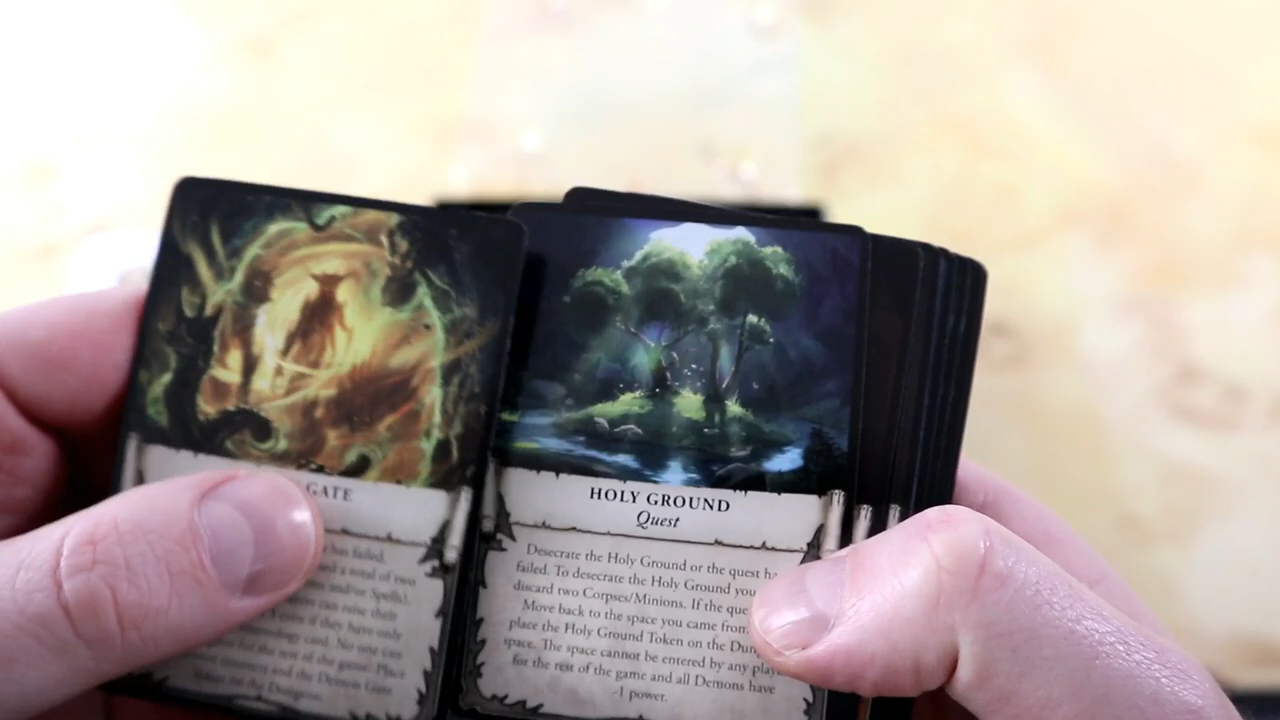 GATE
has failed.
a total of two
and/or Spells).
can raise their
even if they have only
card. No one can
for the rest of the game. Place
and the Demon Gate
on the Dungeon.
HOLY GROUND
Quest
Desecrate the Holy Ground or the quest
failed. To desecrate the Holy Ground you
discard two Corpses/Minions. If the
Move back to the space you came from
place the Holy Ground Token on the
space. The space cannot be entered by any
for the rest of the game and all Demons have
-1 power.